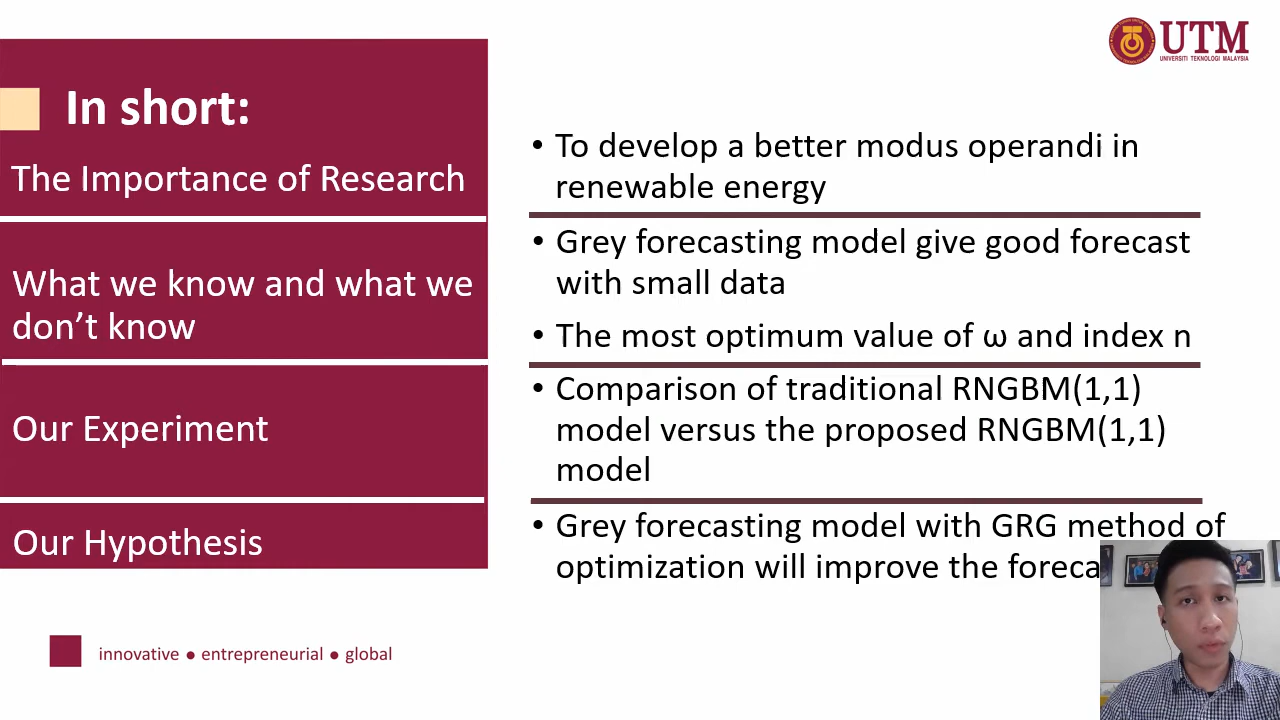 UTM
UNIVERSITI TEKNOLOGI MALAYSIA
In short:
The Importance of Research
• To develop a better modus operandi in
renewable energy
What we know and what we
don't know
• Grey forecasting model give good forecast
with small data
• The most optimum value of ω and index n
Our Experiment
• Comparison of traditional RNGBM(1,1)
model versus the proposed RNGBM(1,1)
model
Our Hypothesis
• Grey forecasting model with GRG method of
optimization will improve the
innovative ● entrepreneurial ● global